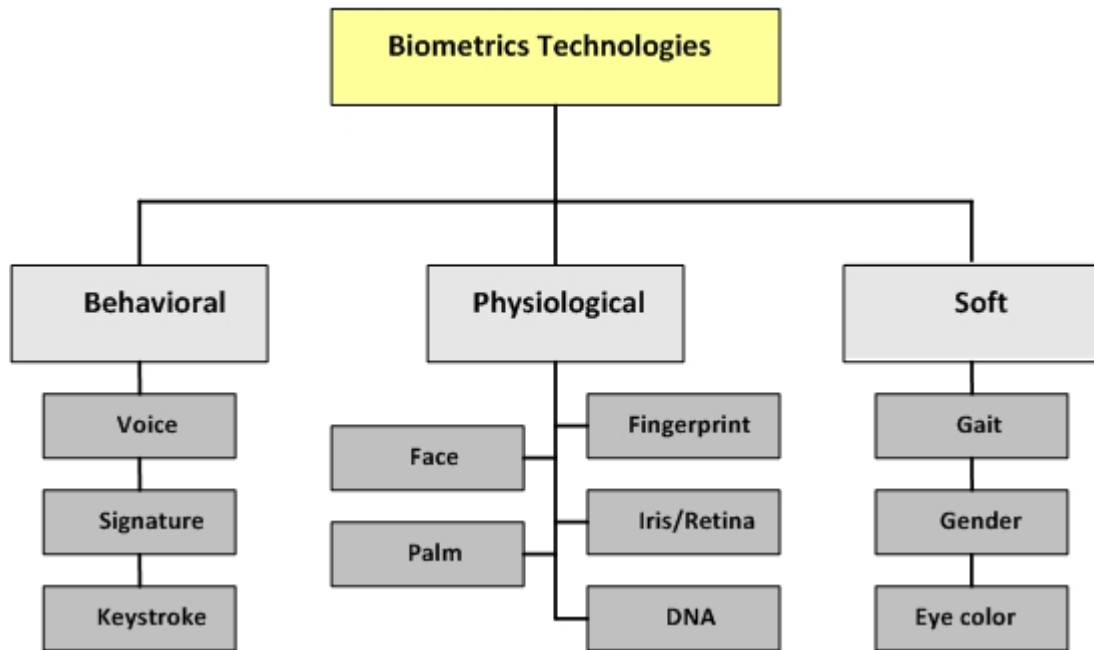 Biometrics Technologies
Behavioral
Physiological
Soft
Voice
Signature
Keystroke
Face
Palm
Fingerprint
Iris/Retina
DNA
Gait
Gender
Eye color